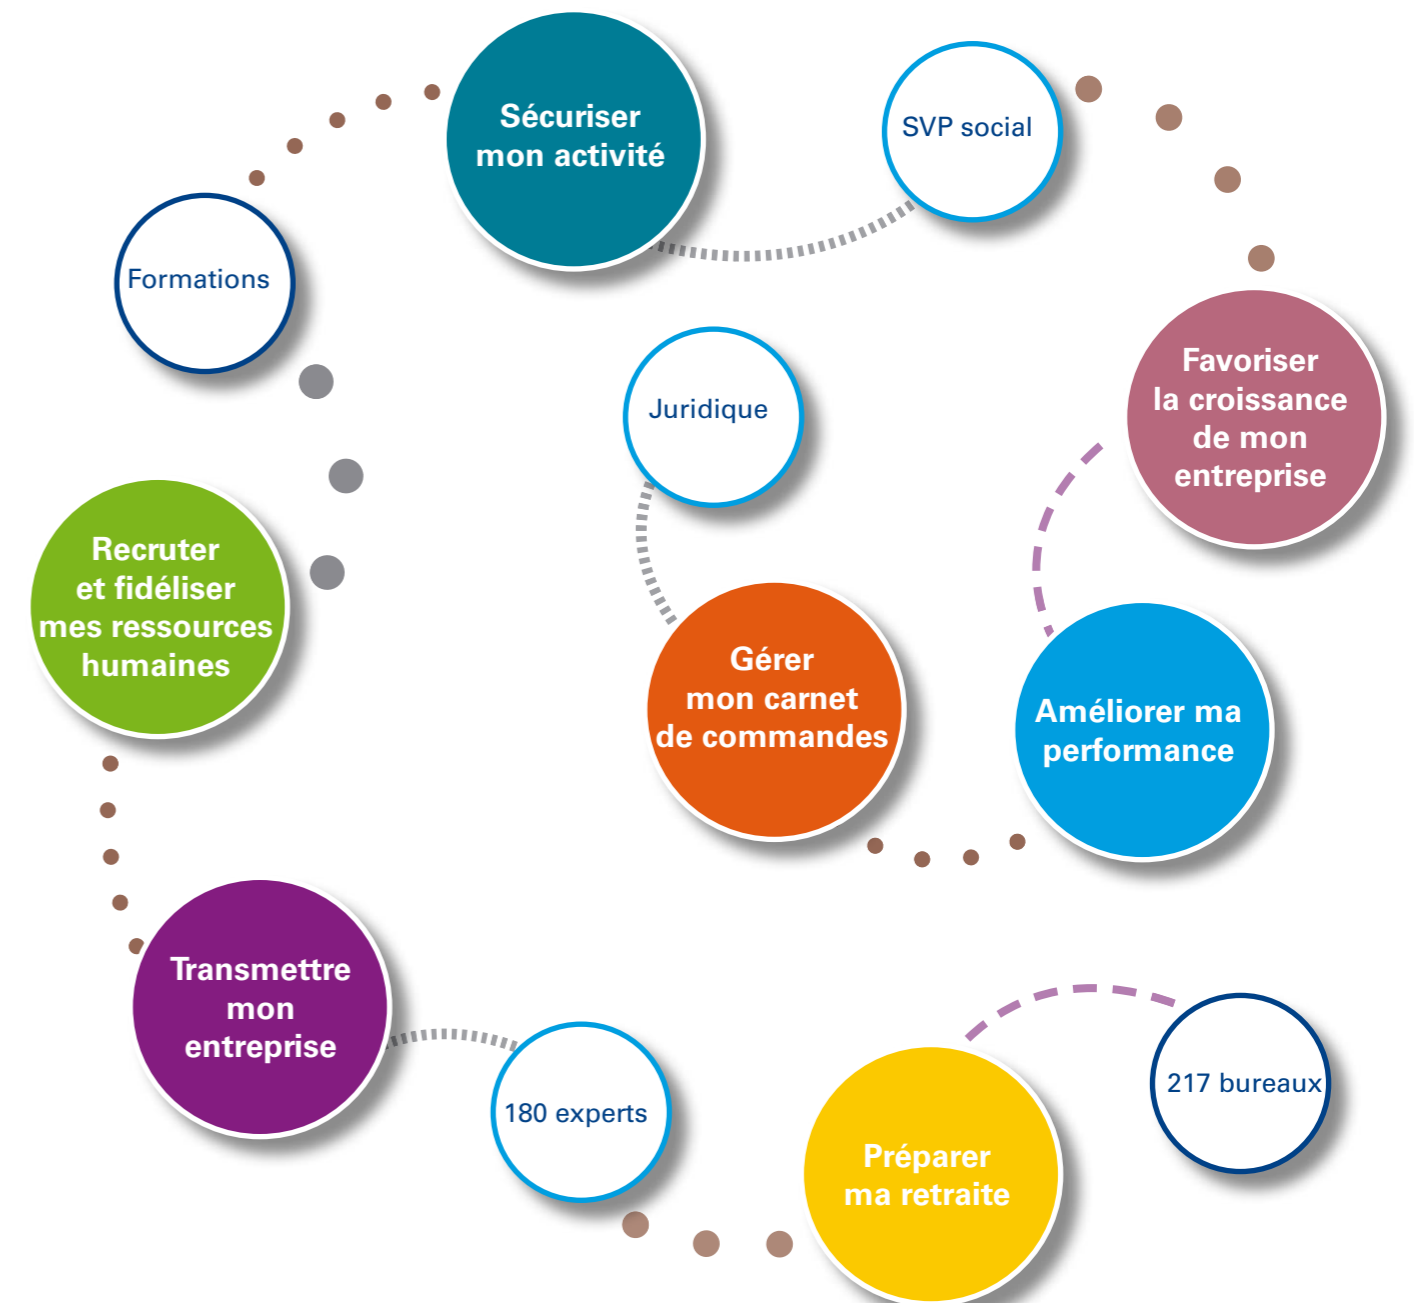 Sécuriser
mon activité
SVP social
Formations
Favoriser
la croissance
de mon
entreprise
Juridique
Recruter
et fidéliser
mes ressources
humaines
Gérer
mon carnet
de commandes
Améliorer ma
performance
Transmettre
mon
entreprise
180 experts
217 bureaux
Préparer
ma retraite